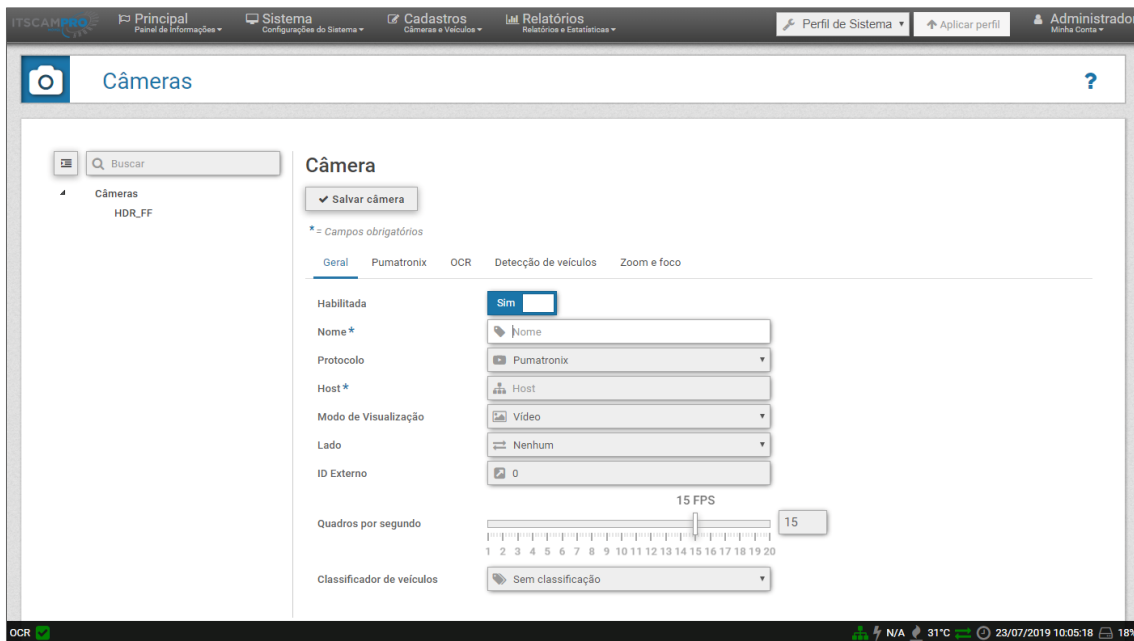 ITSCAMPRO
Principal
Painel de Informações
Sistema
Configurações do Sistema
Cadastros
Câmeras e Veículos
Relatórios
Relatórios e Estatísticas
Perfil de Sistema
Aplicar perfil
Administrador
Minha Conta
Câmeras
?
Buscar
Câmeras
HDR_FF
Câmera
Salvar câmera
* = Campos obrigatórios
Geral Pumatronix OCR Detecção de veículos Zoom e foco
Habilitada Sim
Nome* Nome
Protocolo Pumatronix
Host* Host
Modo de Visualização Vídeo
Lado Nenhum
ID Externo 0
15 FPS
Quadros por segundo 15
1 2 3 4 5 6 7 8 9 10 11 12 13 14 15 16 17 18 19 20
Classificador de veículos Sem classificação
OCR N/A 31°C 23/07/2019 10:05:18 18%